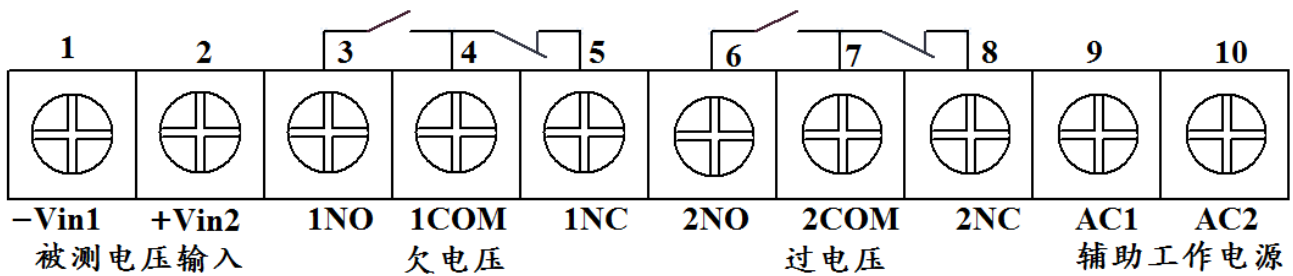 1 2 3 4 5 6 7 8 9 10
−Vin1 +Vin2 1NO 1COM 1NC 2NO 2COM 2NC AC1 AC2
被测电压输入 欠电压 过电压 辅助工作电源